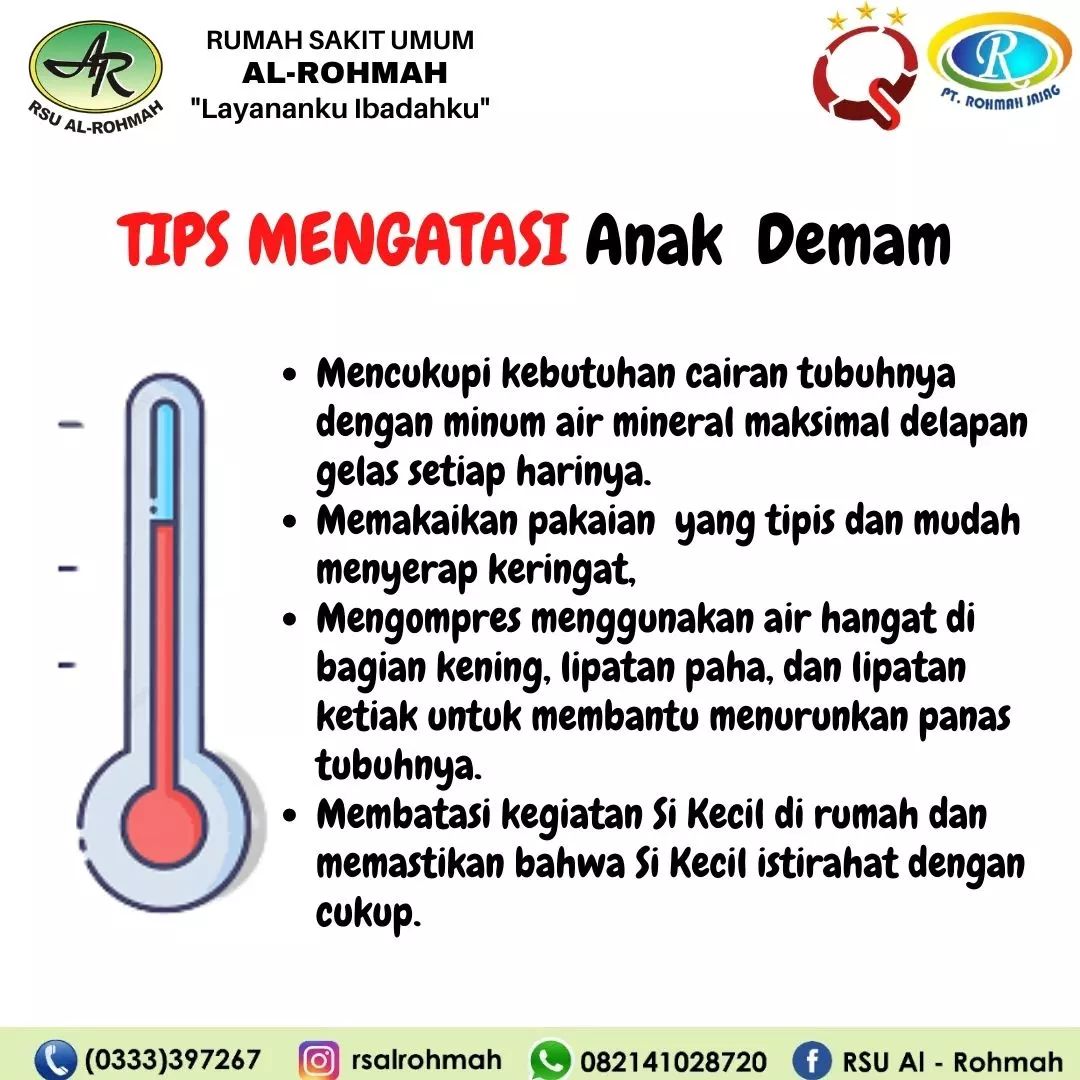 RUMAH SAKIT UMUM
AL-ROHMAH
"Layananku Ibadahku"
AR
RSU AL-ROHMAH
QS
R
PT. ROHMAH JAJAG
TIPS MENGATASI Anak Demam
• Mencukupi kebutuhan cairan tubuhnya
dengan minum air mineral maksimal delapan
gelas setiap harinya.
• Memakaikan pakaian yang tipis dan mudah
menyerap keringat,
• Mengompres menggunakan air hangat di
bagian kening, lipatan paha, dan lipatan
ketiak untuk membantu menurunkan panas
tubuhnya.
• Membatasi kegiatan Si Kecil di rumah dan
memastikan bahwa Si Kecil istirahat dengan
cukup.
(0333)397267 rsalrohmah 082141028720 RSU Al - Rohmah